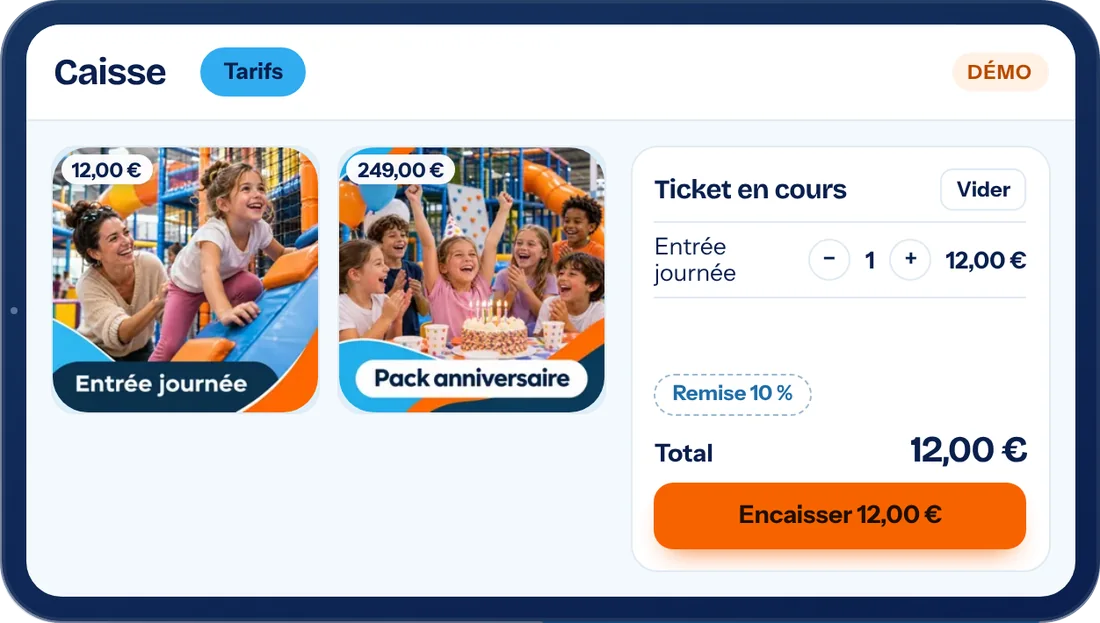 Caisse
Tarifs
DÉMO
12,00 €
Entrée journée
249,00 €
Pack anniversaire
Ticket en cours
Vider
Entrée
journée
−
1
+
12,00 €
Remise 10 %
Total
12,00 €
Encaisser 12,00 €